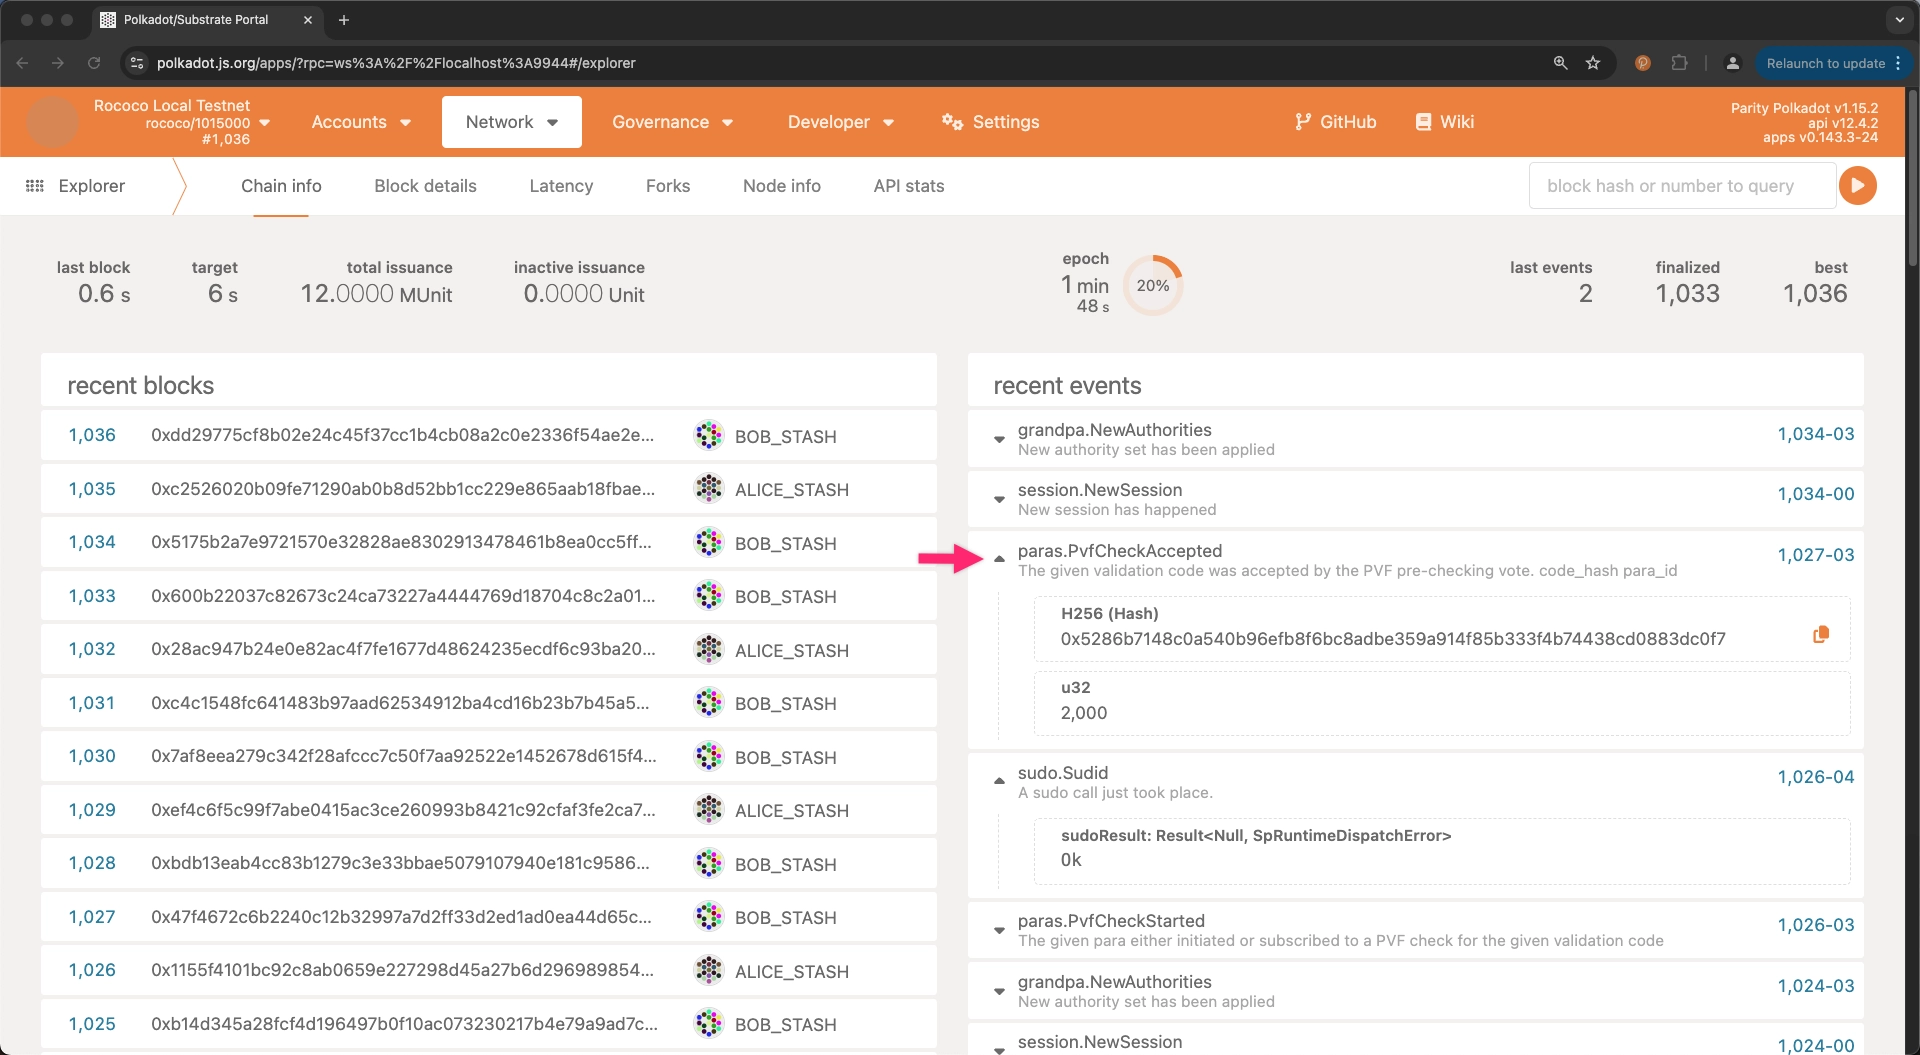 Polkadot/Substrate Portal
polkadot.js.org/apps/?rpc=ws%3A%2F%2Flocalhost%3A9944#/explorer
Relaunch to update
Rococo Local Testnet
rococo/1015000
#1,036
Accounts
Network
Governance
Developer
Settings
GitHub
Wiki
Parity Polkadot v1.15.2
api v12.4.2
apps v0.143.3-24
Explorer
Chain info
Block details
Latency
Forks
Node info
API stats
block hash or number to query
last block
0.6 s
target
6 s
total issuance
12.0000 MUnit
inactive issuance
0.0000 Unit
epoch
1 min
48 s
20%
last events
2
finalized
1,033
best
1,036
recent blocks
1,036 0xdd29775cf8b02e24c45f37cc1b4cb08a2c0e2336f54ae2e... BOB_STASH
1,035 0xc2526020b09fe71290ab0b8d52bb1cc229e865aab18fbae... ALICE_STASH
1,034 0x5175b2a7e9721570e32828ae8302913478461b8ea0cc5ff... BOB_STASH
1,033 0x600b22037c82673c24ca73227a4444769d18704c8c2a01... BOB_STASH
1,032 0x28ac947b24e0e82ac4f7fe1677d48624235ecdf6c93ba20... ALICE_STASH
1,031 0xc4c1548fc641483b97aad62534912ba4cd16b23b7b45a5... BOB_STASH
1,030 0x7af8eea279c342f28afccc7c50f7aa92522e1452678d615f4... BOB_STASH
1,029 0xef4c6f5c99f7abe0415ac3ce260993b8421c92cfaf3fe2ca7... ALICE_STASH
1,028 0xbdb13eab4cc83b1279c3e33bbae5079107940e181c9586... BOB_STASH
1,027 0x47f4672c6b2240c12b32997a7d2ff33d2ed1ad0ea44d65c... BOB_STASH
1,026 0x1155f4101bc92c8ab0659e227298d45a27b6d296989854... ALICE_STASH
1,025 0xb14d345a28fcf4d196497b0f10ac073230217b4e79a9ad7c... BOB_STASH
recent events
grandpa.NewAuthorities 1,034-03
New authority set has been applied
session.NewSession 1,034-00
New session has happened
paras.PvfCheckAccepted 1,027-03
The given validation code was accepted by the PVF pre-checking vote. code_hash para_id
H256 (Hash)
0x5286b7148c0a540b96efb8f6bc8adbe359a914f85b333f4b74438cd0883dc0f7
u32
2,000
sudo.Sudid 1,026-04
A sudo call just took place.
sudoResult: Result<Null, SpRuntimeDispatchError>
0k
paras.PvfCheckStarted 1,026-03
The given para either initiated or subscribed to a PVF check for the given validation code
grandpa.NewAuthorities 1,024-03
New authority set has been applied
session.NewSession 1,024-00